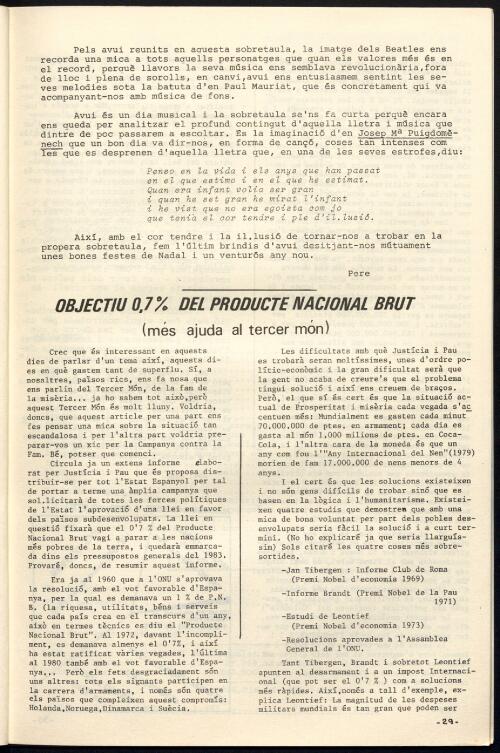 Pels avui reunits en aquesta sobretaula, la imatge dels Beatles ens
recorda una mica a tots aquells personatges que quan els valores més és en
el record, perquè llavors la seva música ens semblava revolucionària,fora
de lloc i plena de sorolls, en canvi,avui ens entusiasmem sentint les se-
ves melodies sota la batuta d'en Paul Mauriat, que és concretament qui va
acompanyant-nos amb música de fons.
Avui és un dia musical i la sobretaula se'ns fa curta perquè encara
ens queda per analitzar el profund contingut d'aquella lletra i música que
dintre de poc passarem a escoltar. És la imaginació d'en Josep Mª Puigdomè-
nech que un bon dia va dir-nos, en forma de cançó, coses tan intenses com
les que es desprenen d'aquella lletra que, en una de les seves estrofes,diu:
Penso en la vida i els anys que han passat
en el que estimo i en el que he estimat.
Quan era infant volia ser gran
i quan he set gran he mirat l'infant
i he vist que no era egoista com jo
que tenia el cor tendre i ple d'il.lusió.
Així, amb el cor tendre i la il.lusió de tornar-nos a trobar en la
propera sobretaula, fem l'últim brindis d'avui desitjant-nos mútuament
unes bones festes de Nadal i un venturós any nou.
Pere
OBJECTIU 0,7% DEL PRODUCTE NACIONAL BRUT
(més ajuda al tercer món)
Crec que és interessant en aquests
dies de parlar d'un tema així, aquests di-
es en què gastem tant de superflu. Sí, a
nosaltres, països rics, ens fa nosa que
ens parlin del Tercer Món, de la fam de
la misèria... ja ho sabem tot això,però
aquest Tercer Món és molt lluny. Voldria,
doncs, que aquest article per una part ens
fes pensar una mica sobre la situació tan
escandalosa i per l'altra part voldria pre-
parar-vos un xic per la Campanya contra la
Fam. Bé, potser que comenci.
Circula ja un extens informe elabo-
rat per Justícia i Pau que és proposa dis-
tribuir-se per tot l'Estat Espanyol per tal
de portar a terme una àmplia campanya que
sol.licitarà de totes les forces polítiques
de l'Estat l'aprovació d'una llei en favor
dels països subdesenvolupats. La llei en
questió fixarà que el 0'7 % del Producte
Nacional Brut vagi a parar a les nacions
més pobres de la terra, i quedarà emmarca-
da dins els pressupostos generals del 1983.
Provaré, doncs, de resumir aquest informe.
Era ja al 1960 que a l'ONU s'aprovava
la resolució, amb el vot favorable d'Espa-
nya, per la qual es demanava un 1 % de P.N.
B. (la riquesa, utilitats, béns i serveis
que cada país crea en el transcurs d'un any,
això en termes tècnics es diu el "Producte
Nacional Brut". Al 1972, davant l'incompli-
ment, es demanava almenys el 0'7%, i així
ha estat ratificat vàries vegades, l'última
al 1980 també amb el vot favorable d'Espa-
nya... Però els fets desgraciadament són
uns altres: tots els signants participen en
la carrera d'armaments, i només són quatre
els països que compleixen aquest compromís:
Holanda,Noruega,Dinamarca i Suècia.
Les dificultats amb què Justícia i Pau
es trobarà seran moltíssimes, unes d'ordre po-
lítico-econòmic i la gran dificultat serà que
la gent no acaba de creure's que el problema
tingui solució i així ens creuem de braços.
Però, el que sí és cert és que la situació ac-
tual de Prosperitat i misèria cada vegada s'ac
centuen més: Mundialment es gasten cada minut
70.000.000 de ptes. en armament; cada dia es
gasta al món 1.000 milions de ptes. en Coca-
Cola, i l'altra cara de la moneda és que un
any com fou l'"Any Internacional del Nen"(1979)
morien de fam 17.000.000 de nens menors de 4
anys.
I el cert és que les solucions existeixen
i no són gens difícils de trobar sinó que es
basen en la lògica i l'humanitarisme. Existei-
xen quatre estudis que demostren que amb una
mica de bona voluntat per part dels pobles des-
envolupats seria fàcil la solució i a curt ter-
mini. (No ho explicaré ja que seria llarguís-
sim) Sols citaré les quatre coses més sobre-
sortides.
-Jan Tibergen : Informe Club de Roma
(Premi Nobel d'economia 1969)
-Informe Brandt (Premi Nobel de la Pau
1971)
-Estudi de Leontief
(Premi Nobel d'economia 1973)
-Resolucions aprovades a l'Assamblea
General de l'ONU.
Tant Tibergen, Brandt i sobretot Leontief
apunten al desarmament i a un impost Internaci-
onal (que pot ser el 0'7 % ) com a solucions
més ràpides. Així,només a tall d'exemple, ex-
plica Leontief: La magnitud de les despeses
militars mundials és tan gran que poden ser
-29-